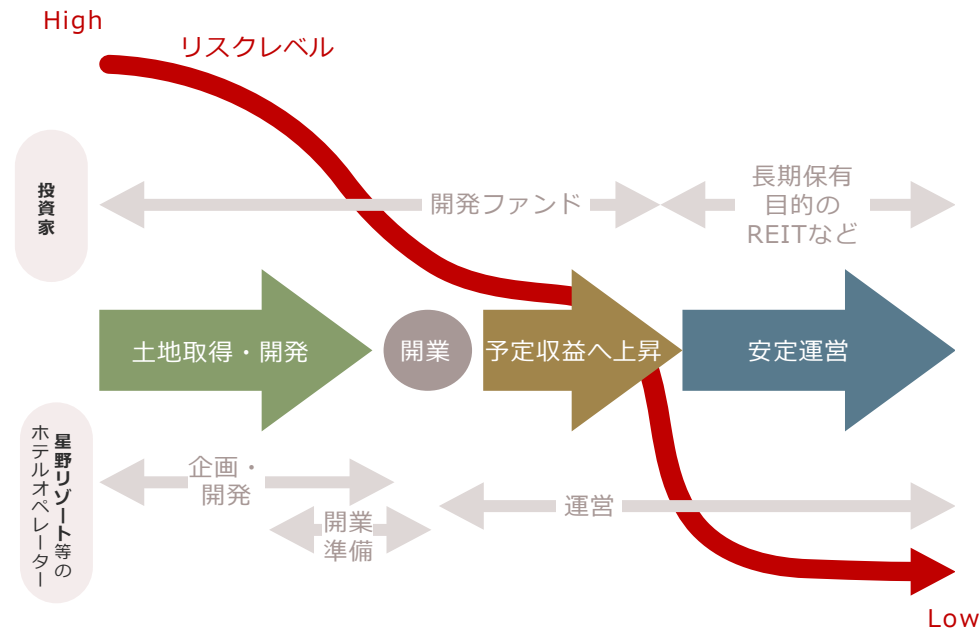 High
リスクレベル
投資家
開発ファンド
長期保有
目的の
REITなど
土地取得・開発
開業
予定収益へ上昇
安定運営
星野リゾート等の
ホテルオペレーター
企画・
開発
開業
準備
運営
Low